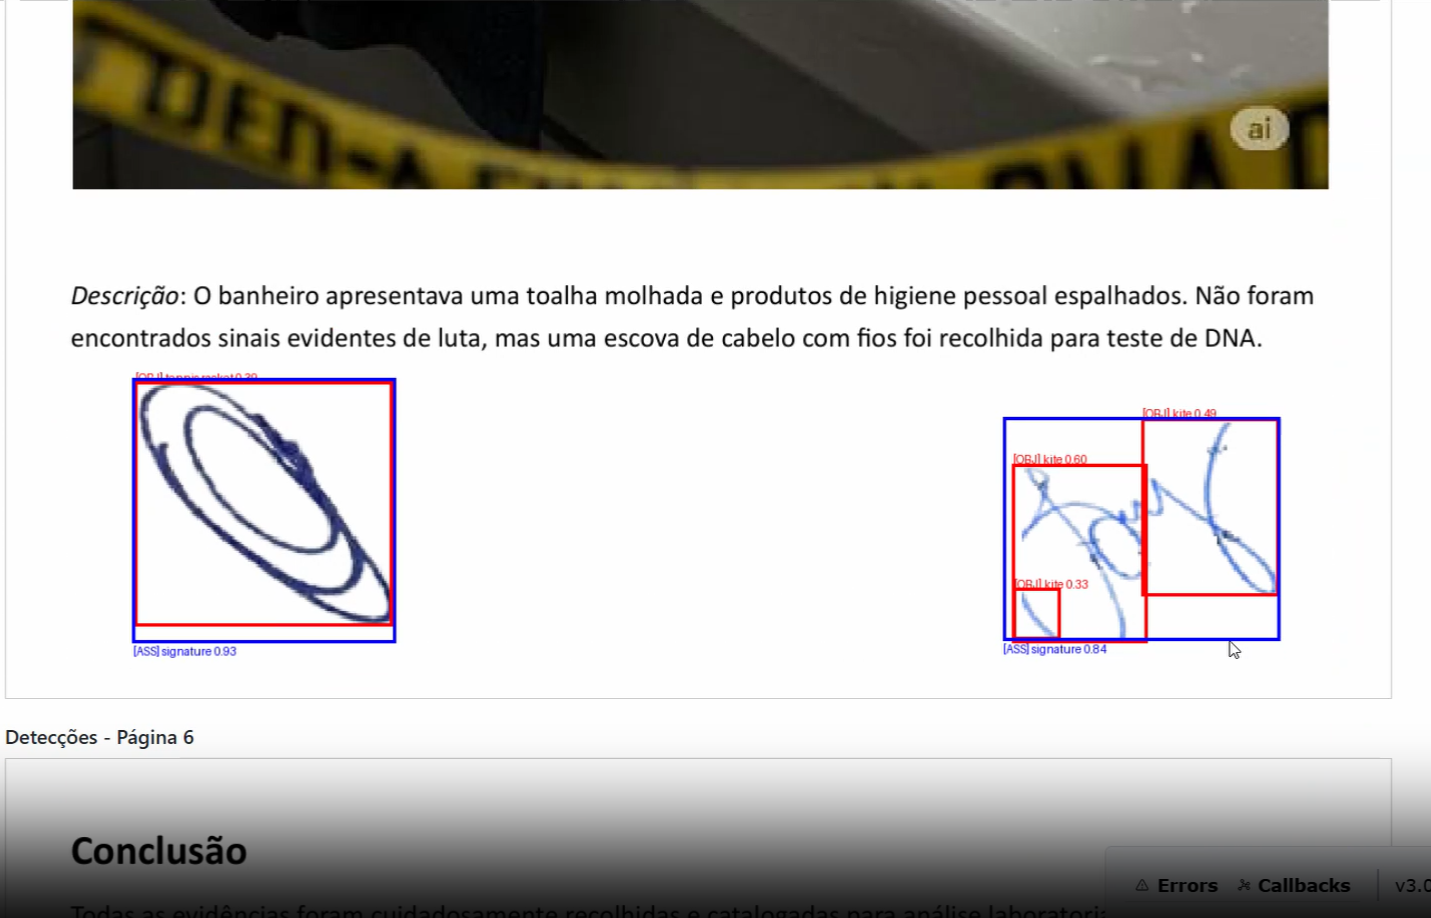 ai
Descrição: O banheiro apresentava uma toalha molhada e produtos de higiene pessoal espalhados. Não foram
encontrados sinais evidentes de luta, mas uma escova de cabelo com fios foi recolhida para teste de DNA.
[OBJ] tennis racket 0.39
[OBJ] kite 0.49
[OBJ] kite 0.60
[OBJ] kite 0.33
[ASS] signature 0.93
[ASS] signature 0.84
Detecções - Página 6
Conclusão
Todas as evidências foram cuidadosamente recolhidas e catalogadas para análise
Errors Callbacks v3.0